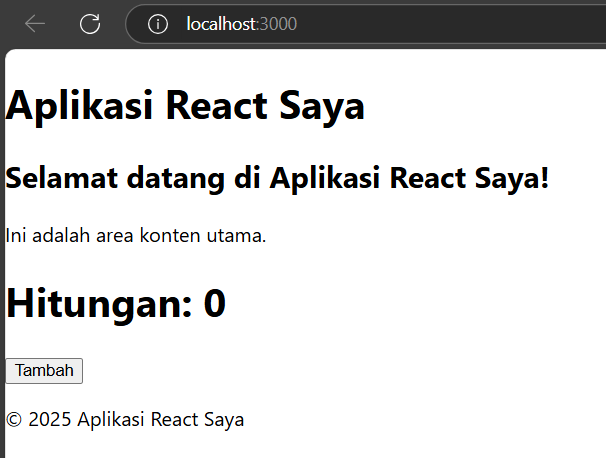 localhost:3000
Aplikasi React Saya
Selamat datang di Aplikasi React Saya!
Ini adalah area konten utama.
Hitungan: 0
Tambah
© 2025 Aplikasi React Saya